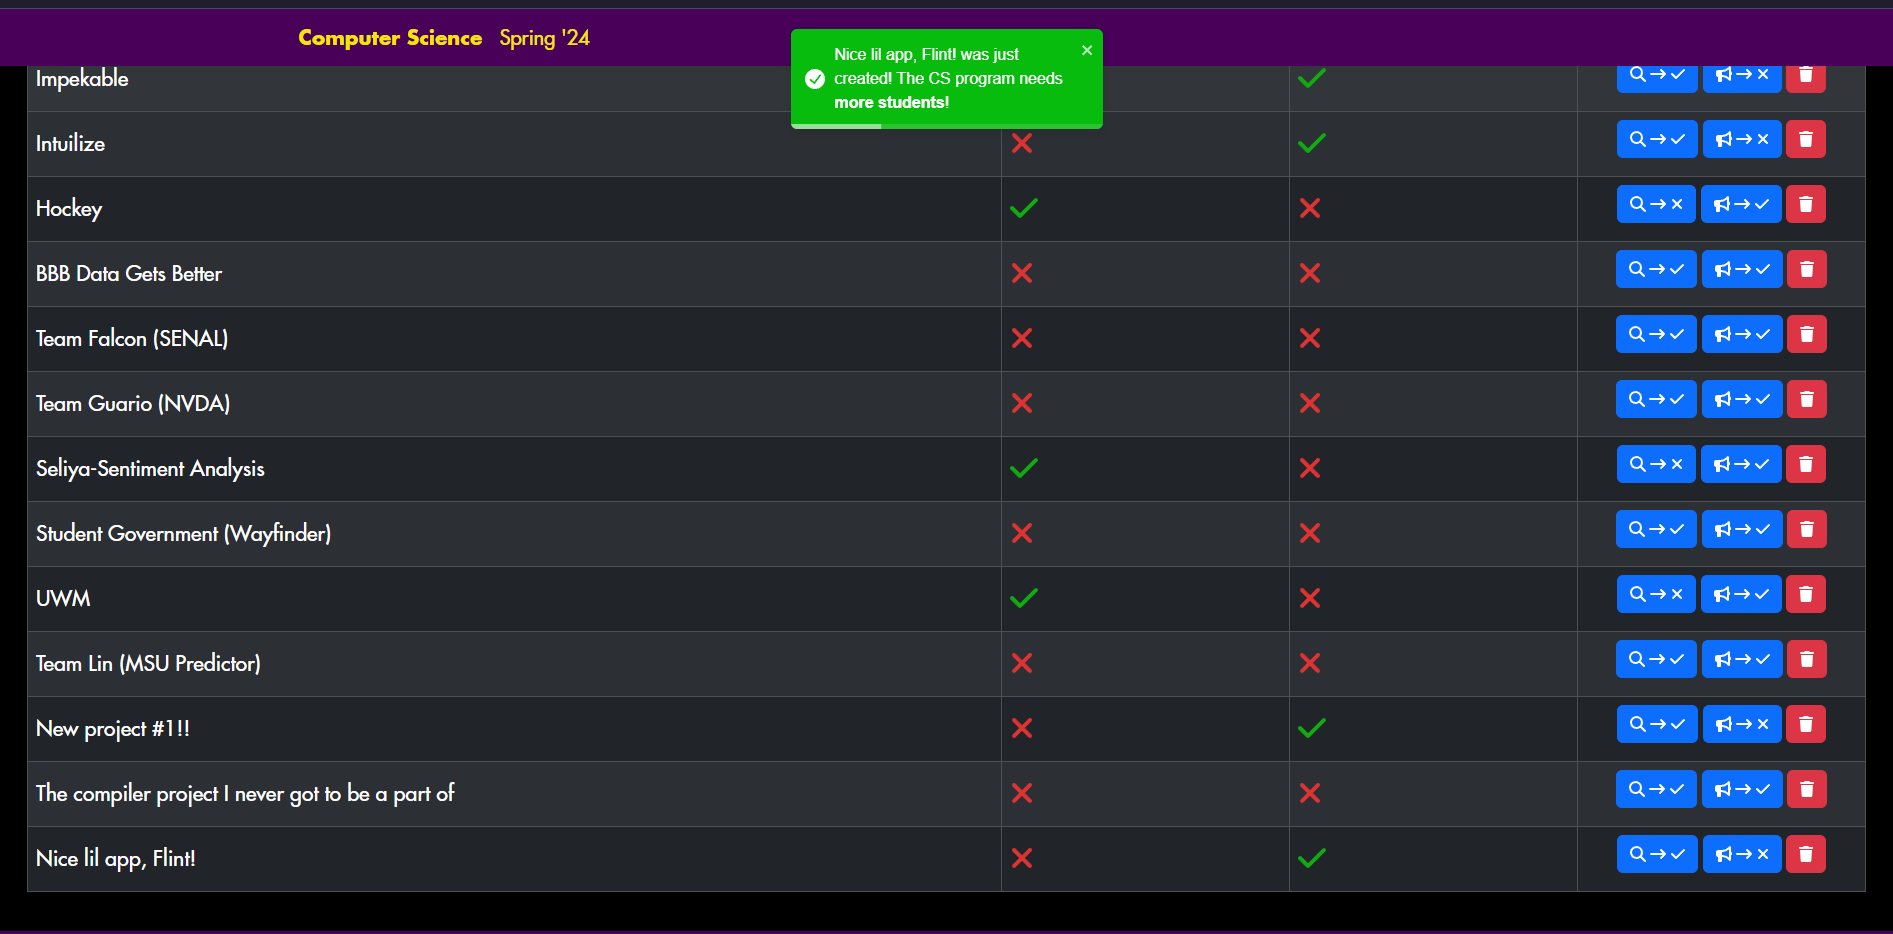 Computer Science Spring '24
Nice lil app, Flint! was just
created! The CS program needs
more students!
Impekable
Intuilize
Hockey
BBB Data Gets Better
Team Falcon (SENAL)
Team Guario (NVDA)
Seliya-Sentiment Analysis
Student Government (Wayfinder)
UWM
Team Lin (MSU Predictor)
New project #1!!
The compiler project I never got to be a part of
Nice lil app, Flint!